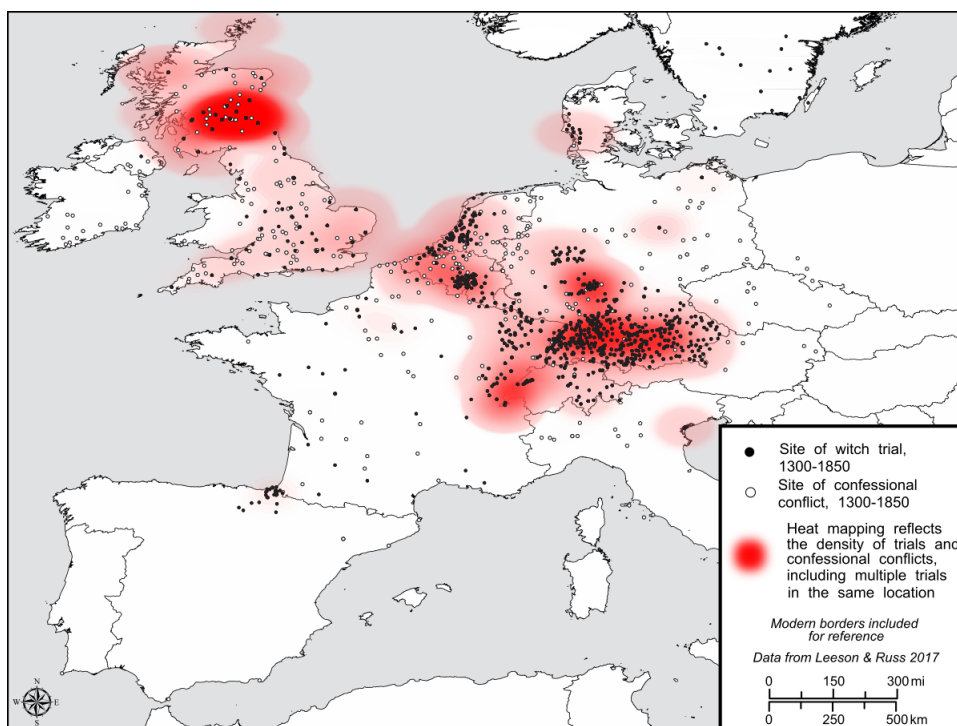 Site of witch trial,
1300-1850
Site of confessional
conflict, 1300-1850
Heat mapping reflects
the density of trials and
confessional conflicts,
including multiple trials
in the same location
Modern borders included
for reference
Data from Leeson & Russ 2017
0 150 300 mi
0 250 500 km
N
W E
S